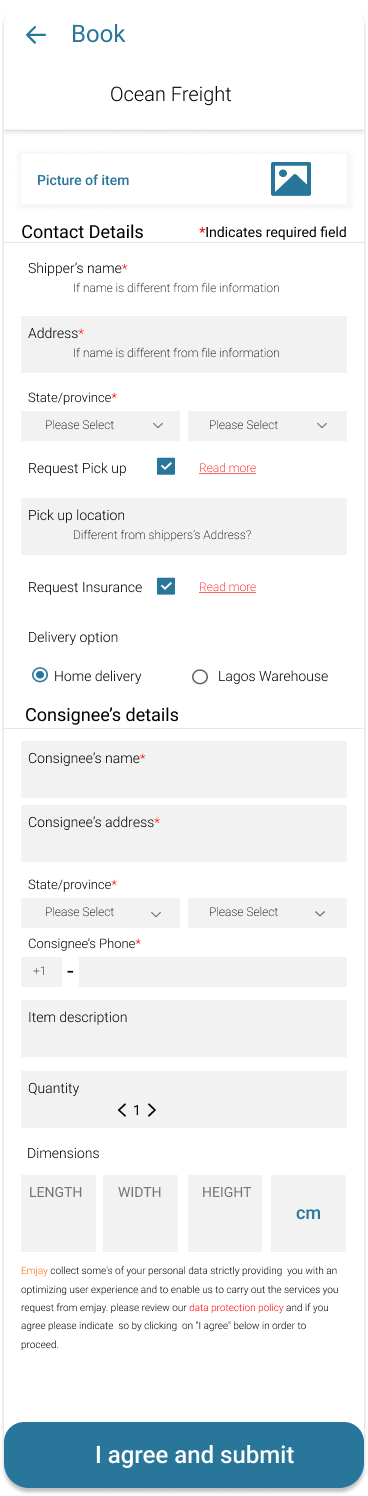 Book
Ocean Freight
Picture of item
Contact Details *Indicates required field
Shipper's name*
If name is different from file information
Address*
If name is different from file information
State/province*
Please Select Please Select
Request Pick up Read more
Pick up location
Different from shippers's Address?
Request Insurance Read more
Delivery option
Home delivery Lagos Warehouse
Consignee's details
Consignee's name*
Consignee's address*
State/province*
Please Select Please Select
Consignee's Phone*
+1 -
Item description
Quantity
< 1 >
Dimensions
LENGTH WIDTH HEIGHT
cm
Emjay collect some's of your personal data strictly providing you with an
optimizing user experience and to enable us to carry out the services you
request from emjay. please review our data protection policy and if you
agree please indicate so by clicking on "I agree" below in order to
proceed.
I agree and submit